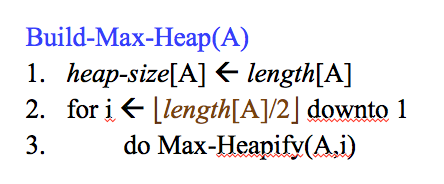 Build-Max-Heap(A)
1. heap-size[A] ← length[A]
2. for i ← ⌊length[A]/2⌋ downto 1
3. do Max-Heapify(A,i)